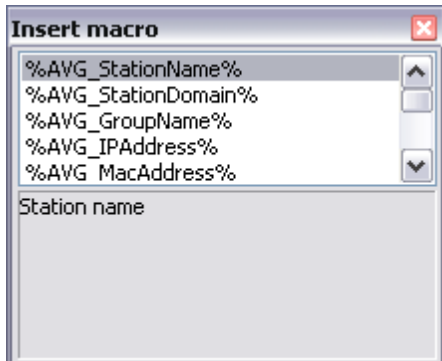 Insert macro
%AVG_StationName%
%AVG_StationDomain%
%AVG_GroupName%
%AVG_IPAddress%
%AVG_MacAddress%
Station name